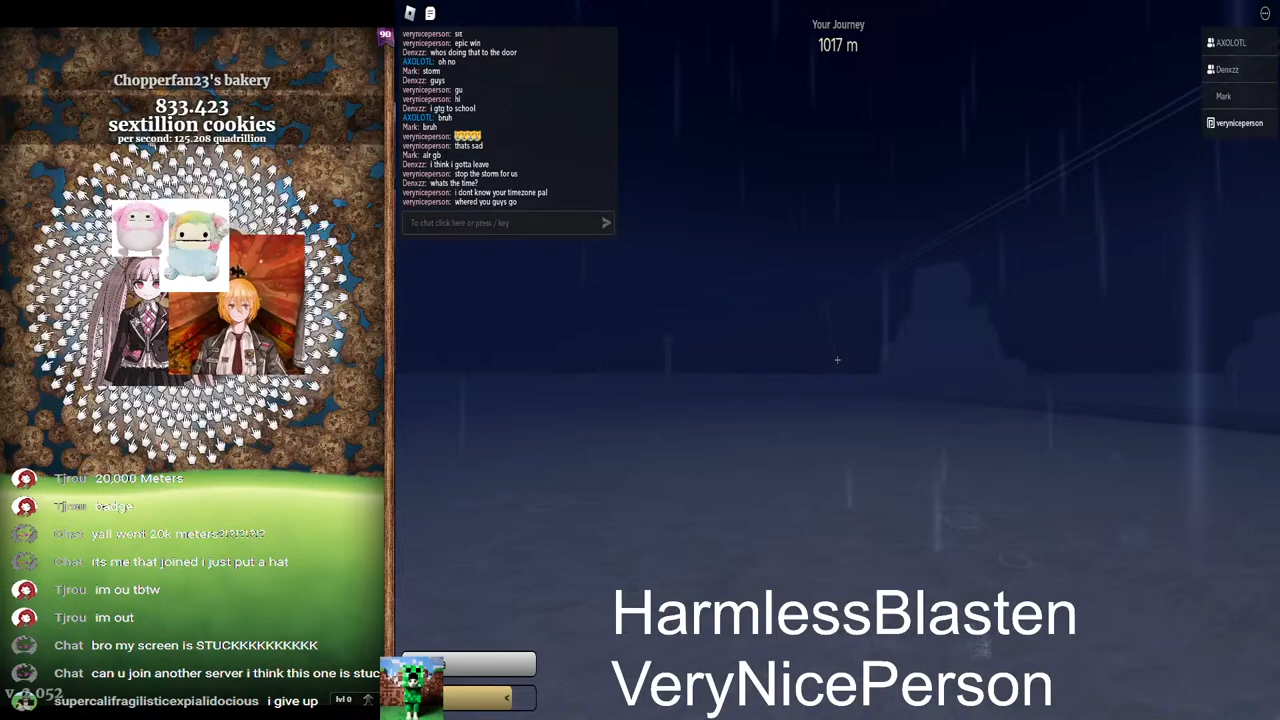 90
Chopperfan23's bakery
833.423
sextillion cookies
per second: 125.208 quadrillion
Tjrou 20,000 Meters
Tjrou badge
Chat yall went 20k meters?!?!?!?
Chat its me that joined i just put a hat
Tjrou im ou tbtw
Tjrou im out
Chat bro my screen is STUCKKKKKKKKKK
Chat can u join another server i think this one is stuc
supercalifragilisticexpialidocious i give up
lvl 0
veryniceperson: sit
veryniceperson: epic win
Denxzz: whos doing that to the door
AXOLOTL: oh no
Mark: storm
Denxzz: guys
veryniceperson: gu
veryniceperson: hi
Denxzz: i gtg to school
AXOLOTL: bruh
Mark: bruh
veryniceperson:
veryniceperson: thats sad
Mark: alr gb
Denxzz: i think i gotta leave
veryniceperson: stop the storm for us
Denxzz: whats the time?
veryniceperson: i dont know your timezone pal
veryniceperson: whered you guys go
To chat click here or press / key
Your Journey
1017 m
AXOLOTL
Denxzz
Mark
veryniceperson
HarmlessBlasten
VeryNicePerson